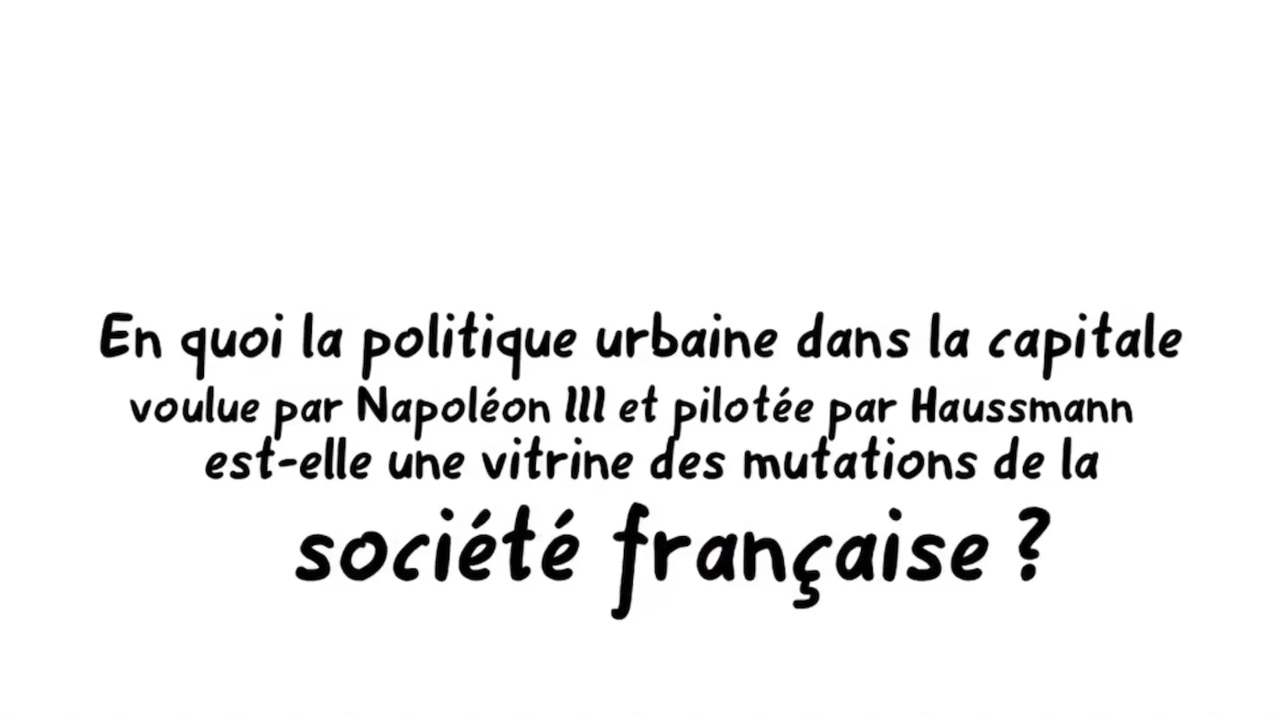 En quoi la politique urbaine dans la capitale
voulue par Napoléon III et pilotée par Haussmann
est-elle une vitrine des mutations de la
société française ?